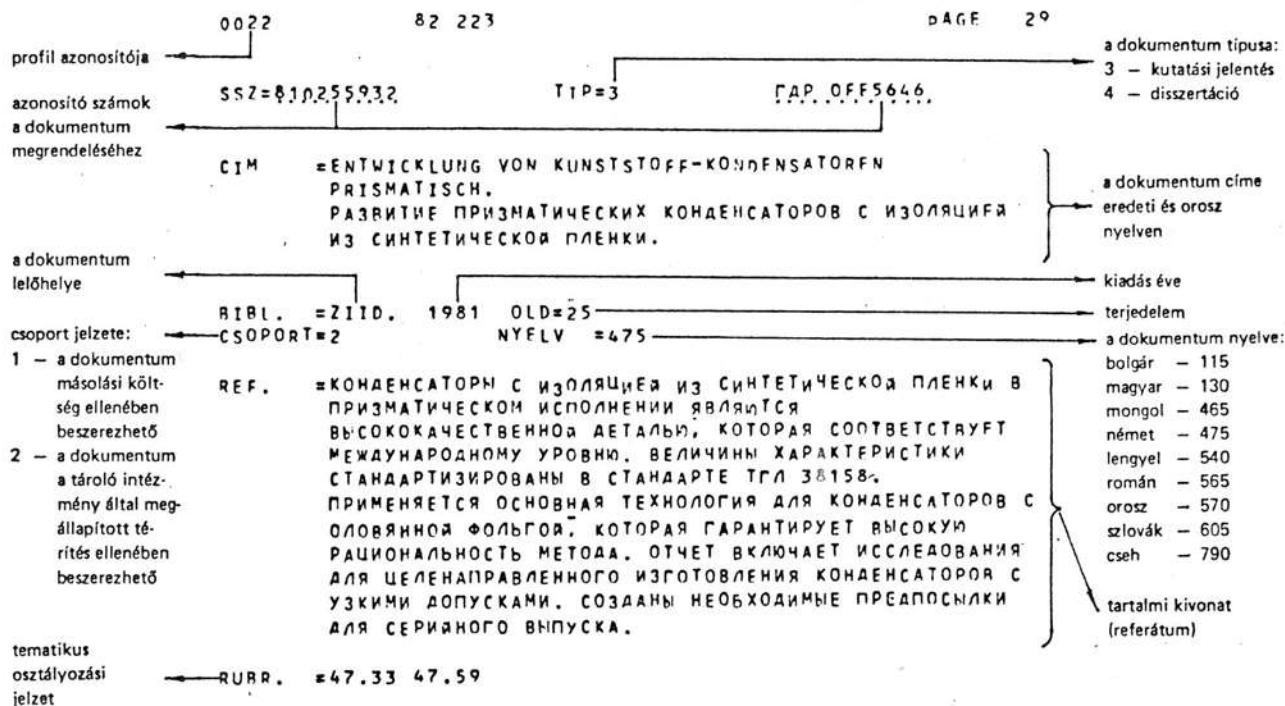 0022 82 223 PAGE 29
profil azonosítója
a dokumentum típusa:
3 – kutatási jelentés
4 – disszertáció
azonosító számok
a dokumentum
megrendeléséhez
SSZ=810255932 TIP=3 ГДР OFF5646
CIM =ENTWICKLUNG VON KUNSTSTOFF-KONDENSATOREN
PRISMATISCH.
РАЗВИТИЕ ПРИЗМАТИЧЕСКИХ КОНДЕНСАТОРОВ С ИЗОЛЯЦИЕЙ
ИЗ СИНТЕТИЧЕСКОЙ ПЛЕНКИ.
a dokumentum címe
eredeti és orosz
nyelven
a dokumentum
lelőhelye
kiadás éve
BIBL. =ZIID. 1981 OLD=25
terjedelem
csoport jelzete:
CSOPORT=2 NYELV =475
1 – a dokumentum
másolási költ-
ség ellenében
beszerezhető
2 – a dokumentum
a tároló intéz-
mény által meg-
állapított té-
rítés ellenében
beszerezhető
a dokumentum nyelve:
bolgár – 115
magyar – 130
mongol – 465
német – 475
lengyel – 540
román – 565
orosz – 570
szlovák – 605
cseh – 790
REF. =КОНДЕНСАТОРЫ С ИЗОЛЯЦИЕЙ ИЗ СИНТЕТИЧЕСКОЙ ПЛЕНКИ В
ПРИЗМАТИЧЕСКОМ ИСПОЛНЕНИИ ЯВЛЯЮТСЯ
ВЫСОКОКАЧЕСТВЕННОЙ ДЕТАЛЬЮ, КОТОРАЯ СООТВЕТСТВУЕТ
МЕЖДУНАРОДНОМУ УРОВНЮ. ВЕЛИЧИНЫ ХАРАКТЕРИСТИКИ
СТАНДАРТИЗИРОВАНЫ В СТАНДАРТЕ ТГЛ 38158.
ПРИМЕНЯЕТСЯ ОСНОВНАЯ ТЕХНОЛОГИЯ ДЛЯ КОНДЕНСАТОРОВ С
ОЛОВЯННОЙ ФОЛЬГОЙ, КОТОРАЯ ГАРАНТИРУЕТ ВЫСОКУЮ
РАЦИОНАЛЬНОСТЬ МЕТОДА. ОТЧЕТ ВКЛЮЧАЕТ ИССЛЕДОВАНИЯ
ДЛЯ ЦЕЛЕНАПРАВЛЕННОГО ИЗГОТОВЛЕНИЯ КОНДЕНСАТОРОВ С
УЗКИМИ ДОПУСКАМИ. СОЗДАНЫ НЕОБХОДИМЫЕ ПРЕДПОСЫЛКИ
ДЛЯ СЕРИЙНОГО ВЫПУСКА.
tartalmi kivonat
(referátum)
tematikus
osztályozási
jelzet
RUBR. =47.33 47.59